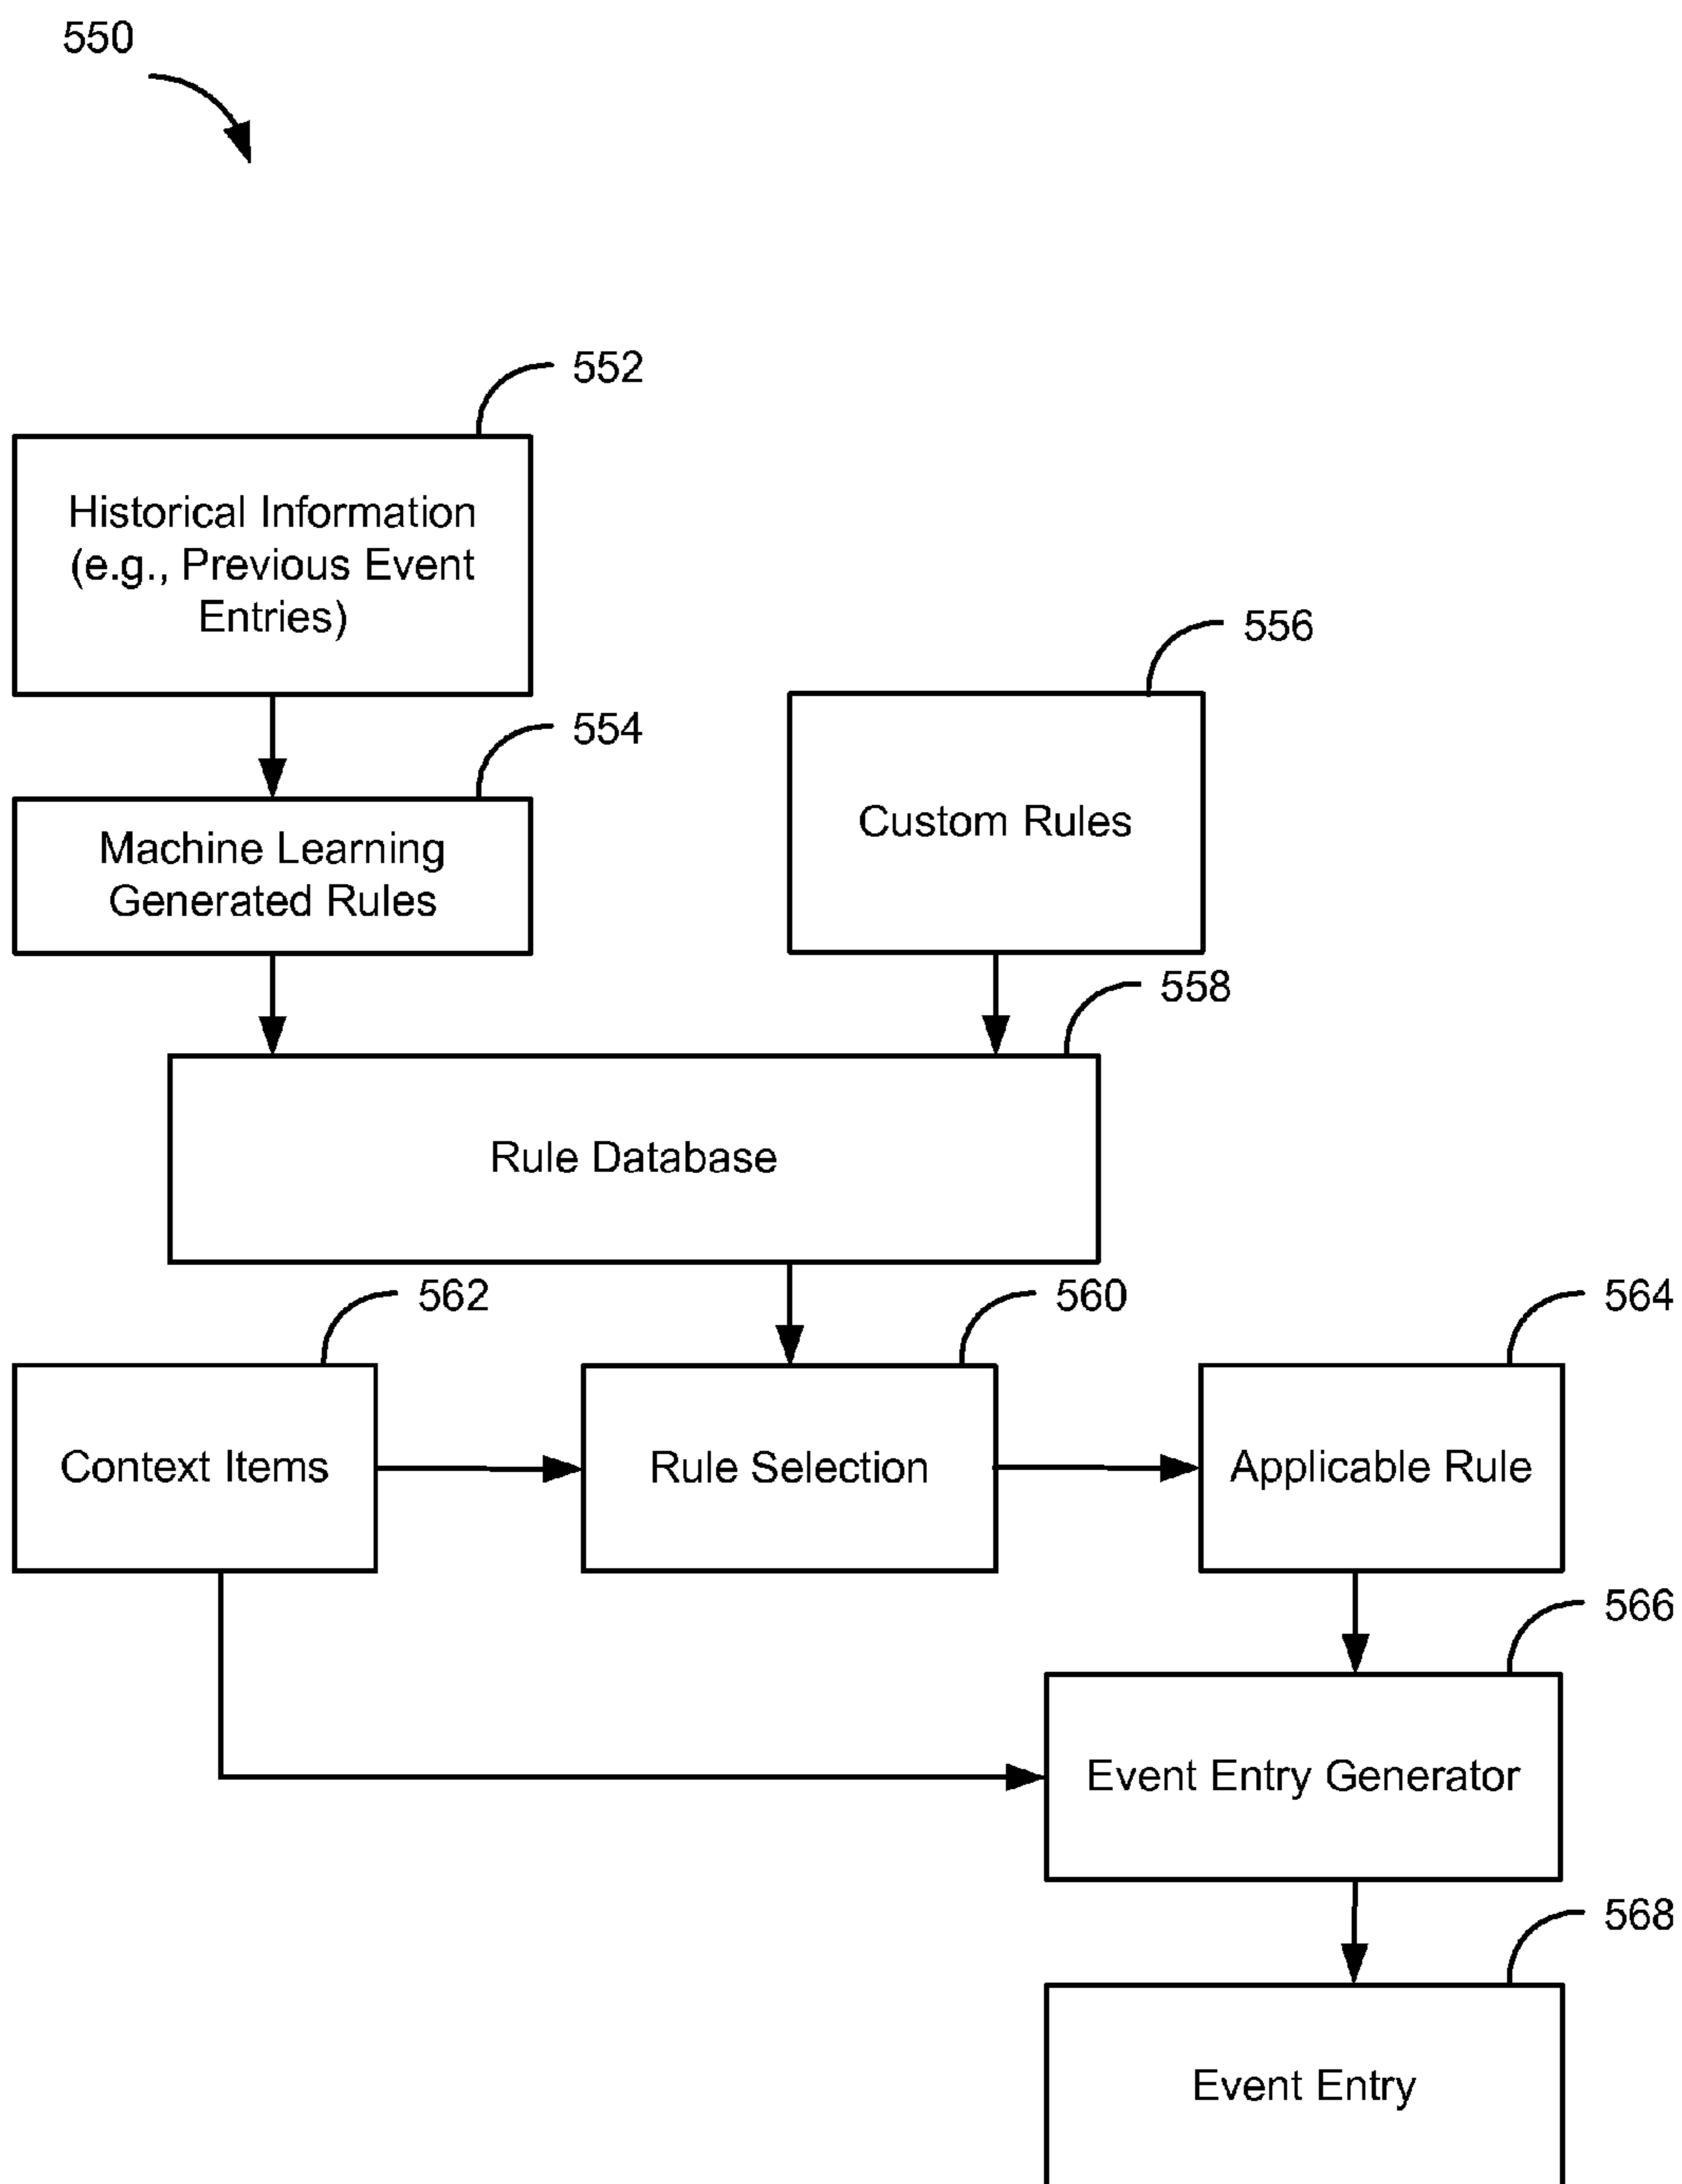 550
552
Historical Information
(e.g., Previous Event
Entries)
556
554
Machine Learning
Generated Rules
Custom Rules
558
Rule Database
562
560
564
Context Items
Rule Selection
Applicable Rule
566
Event Entry Generator
568
Event Entry